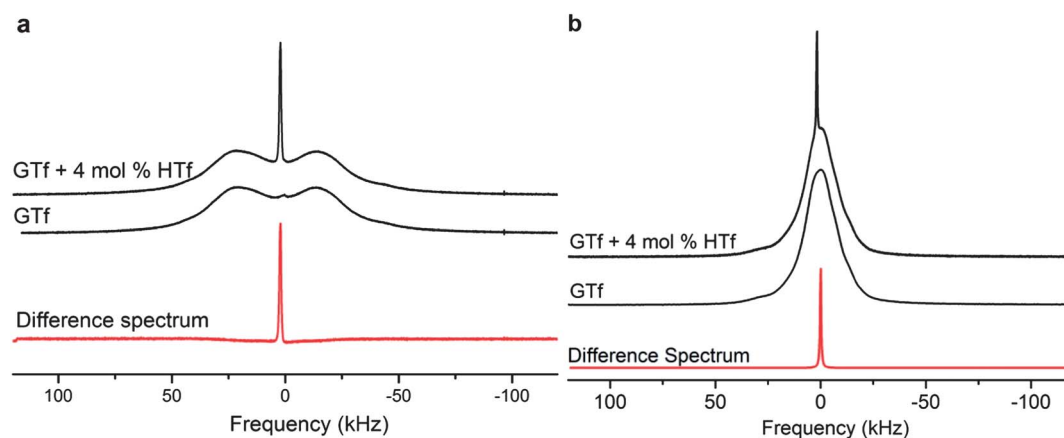 a
GTf + 4 mol % HTf
GTf
Difference spectrum
100 50 0 -50 -100
Frequency (kHz)
b
GTf + 4 mol % HTf
GTf
Difference Spectrum
100 50 0 -50 -100
Frequency (kHz)